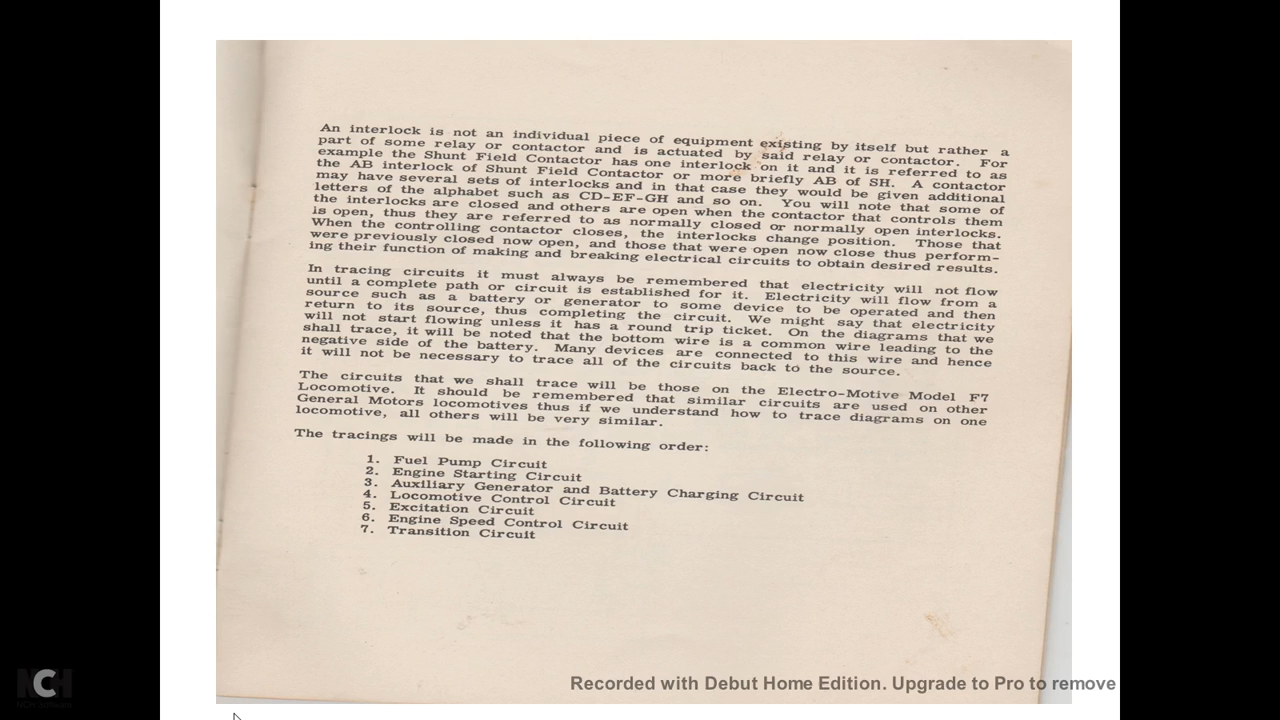 An interlock is not an individual piece of equipment existing by itself but rather a
part of some relay or contactor and is actuated by said relay or contactor. For
example the Shunt Field Contactor has one interlock on it and it is referred to as
the AB interlock of Shunt Field Contactor or more briefly AB of SH. A contactor
may have several sets of interlocks and in that case they would be given additional
letters of the alphabet such as CD-EF-GH and so on. You will note that some of
the interlocks are closed and others are open when the contactor that controls them
is open, thus they are referred to as normally closed or normally open interlocks.
When the controlling contactor closes, the interlocks change position. Those that
were previously closed now open, and those that were open now close thus perform-
ing their function of making and breaking electrical circuits to obtain desired results.
In tracing circuits it must always be remembered that electricity will not flow
until a complete path or circuit is established for it. Electricity will flow from a
source such as a battery or generator to some device to be operated and then
return to its source, thus completing the circuit. We might say that electricity
will not start flowing unless it has a round trip ticket. On the diagrams that we
shall trace, it will be noted that the bottom wire is a common wire leading to the
negative side of the battery. Many devices are connected to this wire and hence
it will not be necessary to trace all of the circuits back to the source.
The circuits that we shall trace will be those on the Electro-Motive Model F7
Locomotive. It should be remembered that similar circuits are used on other
General Motors locomotives thus if we understand how to trace diagrams on one
locomotive, all others will be very similar.
The tracings will be made in the following order:
1. Fuel Pump Circuit
2. Engine Starting Circuit
3. Auxiliary Generator and Battery Charging Circuit
4. Locomotive Control Circuit
5. Excitation Circuit
6. Engine Speed Control Circuit
7. Transition Circuit
Recorded with Debut Home Edition. Upgrade to Pro to remove
NCH